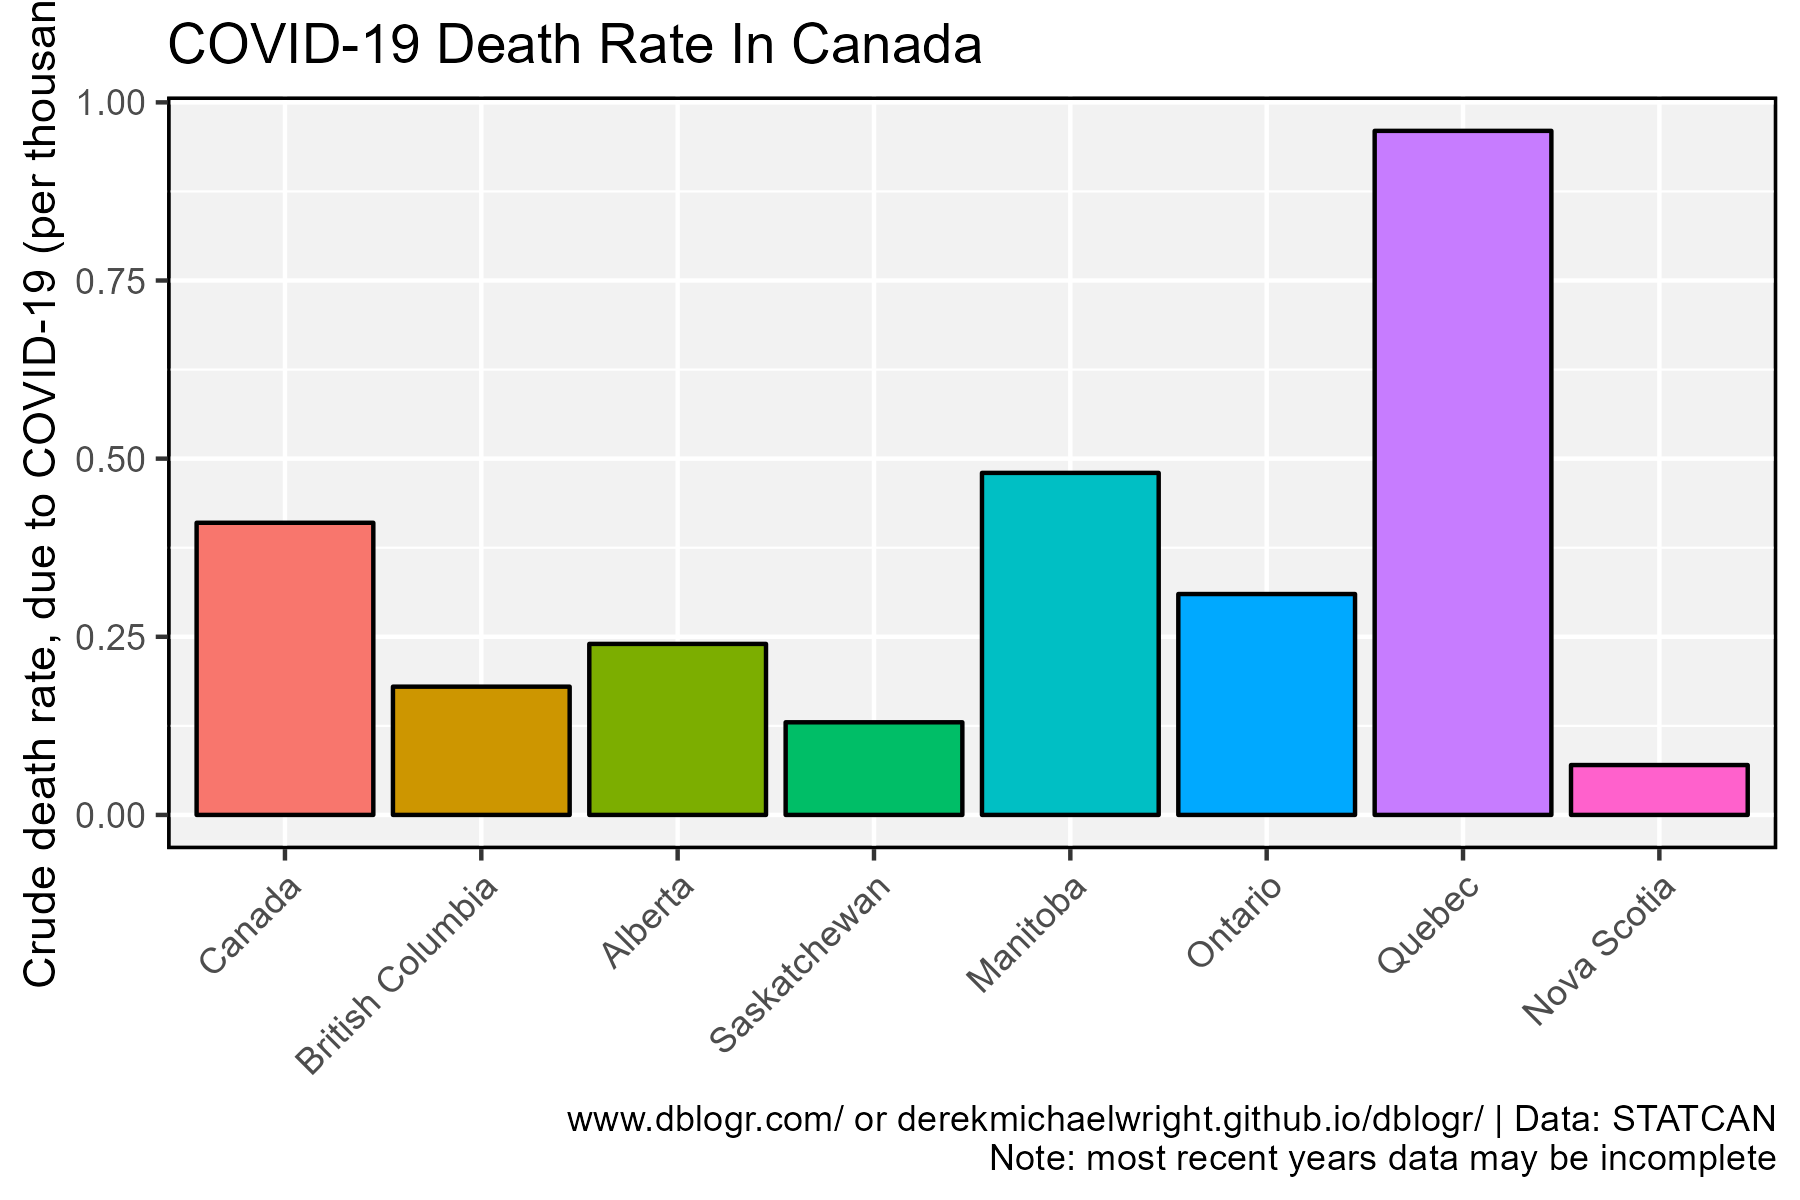 COVID-19 Death Rate In Canada
Crude death rate, due to COVID-19 (per thousan
1.00
0.75
0.50
0.25
0.00
Canada
British Columbia
Alberta
Saskatchewan
Manitoba
Ontario
Quebec
Nova Scotia
www.dblogr.com/ or derekmichaelwright.github.io/dblogr/ | Data: STATCAN
Note: most recent years data may be incomplete